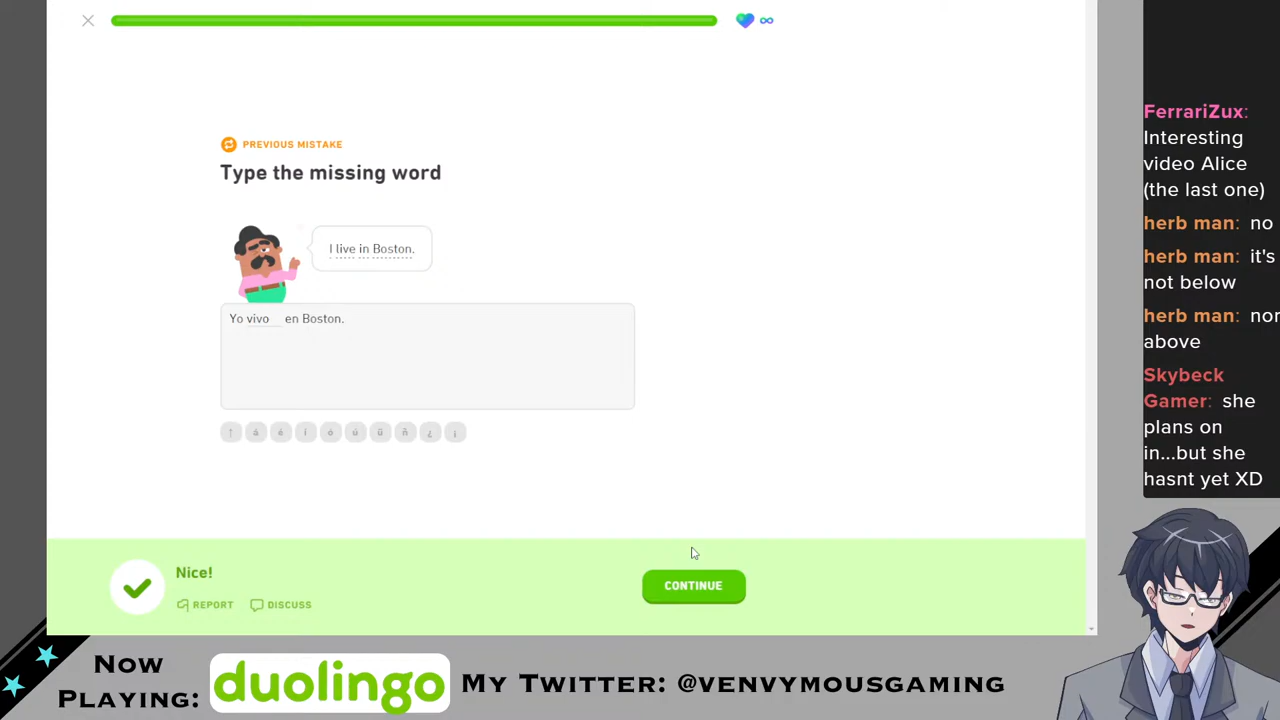 PREVIOUS MISTAKE
Type the missing word
I live in Boston.
Yo vivo en Boston.
↑ á é í ó ú ü ñ ¿ ¡
Nice!
REPORT DISCUSS
CONTINUE
FerrariZux:
Interesting
video Alice
(the last one)
herb man: no
herb man: it's
not below
herb man: nor
above
Skybeck
Gamer: she
plans on
in...but she
hasnt yet XD
Now
Playing:
duolingo
My Twitter: @venvymousgaming